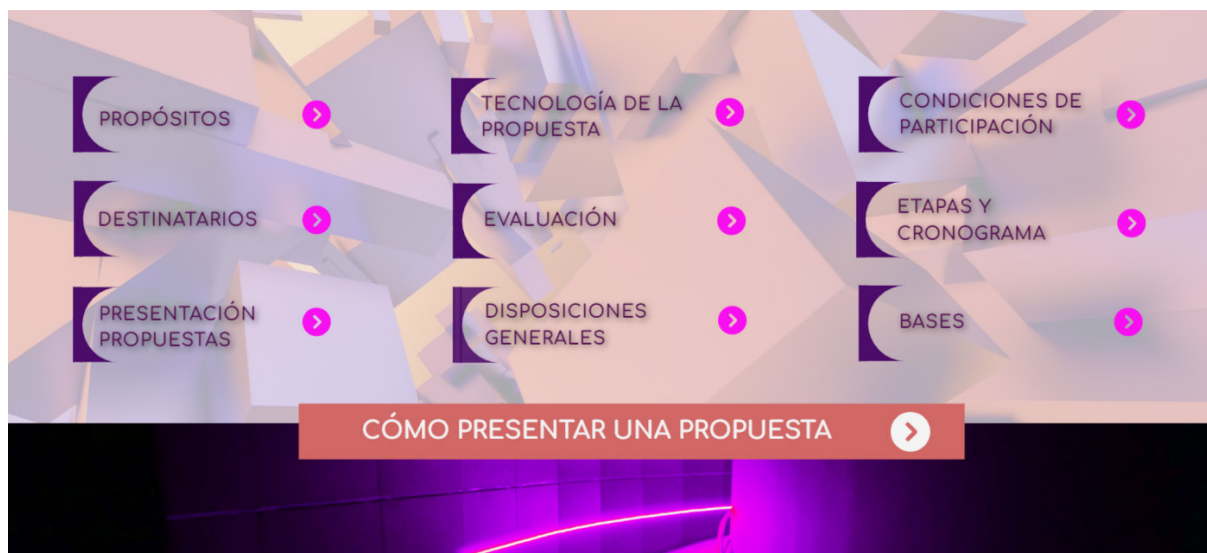 PROPÓSITOS
TECNOLOGÍA DE LA
PROPUESTA
CONDICIONES DE
PARTICIPACIÓN
DESTINATARIOS
EVALUACIÓN
ETAPAS Y
CRONOGRAMA
PRESENTACIÓN
PROPUESTAS
DISPOSICIONES
GENERALES
BASES
CÓMO PRESENTAR UNA PROPUESTA